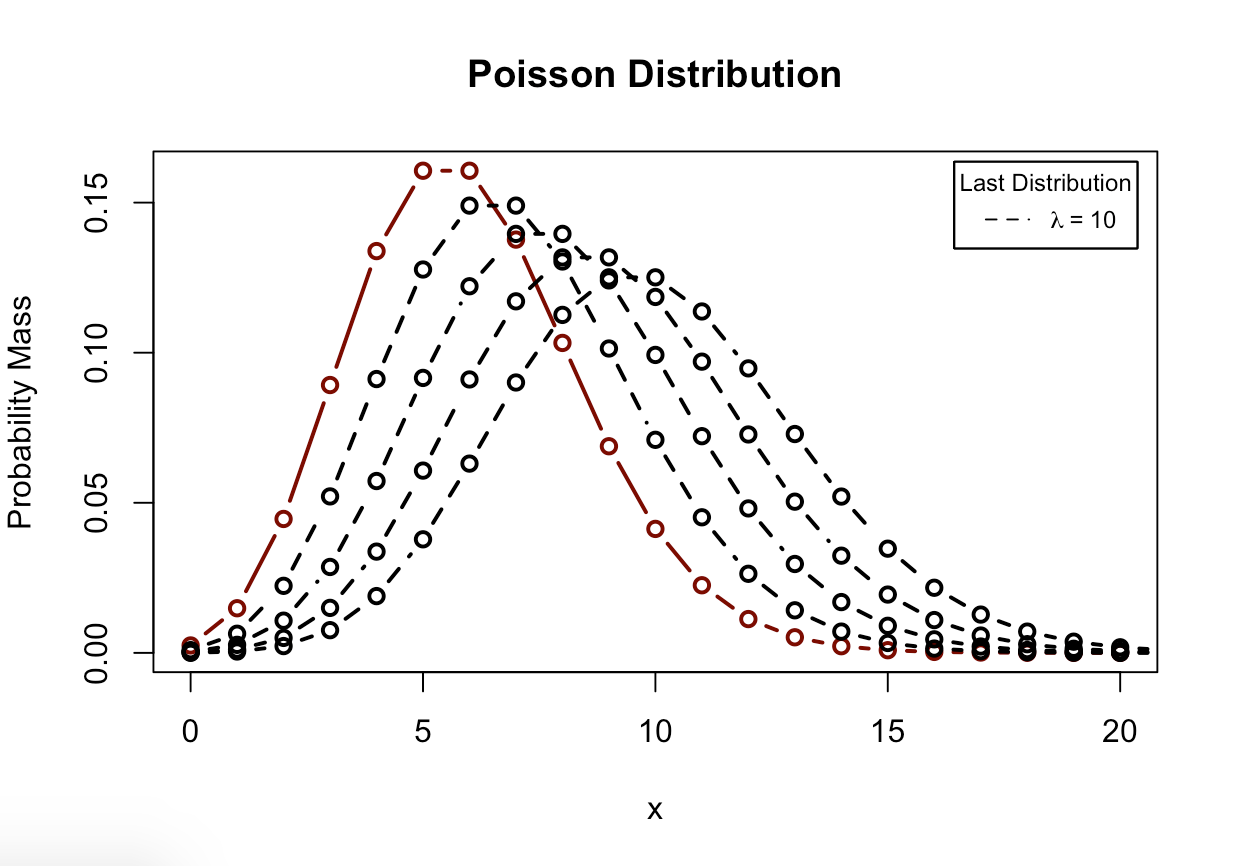 Poisson Distribution
Probability Mass
0.15
0.10
0.05
0.00
Last Distribution
λ = 10
0 5 10 15 20
x